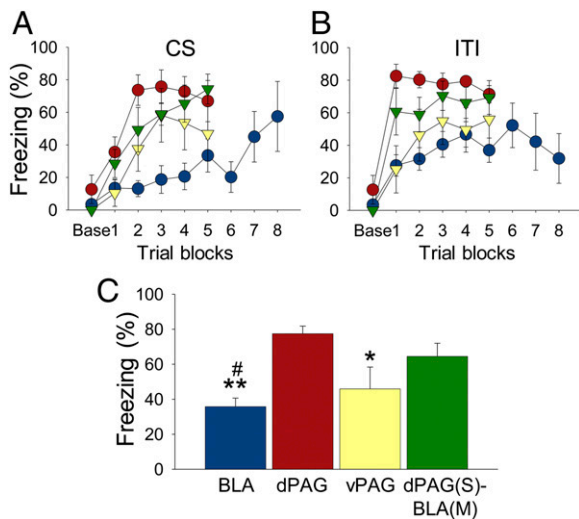 A
CS
Freezing (%)
100
80
60
40
20
0
Base1 2 3 4 5 6 7 8
Trial blocks
B
ITI
100
80
60
40
20
0
Base1 2 3 4 5 6 7 8
Trial blocks
C
Freezing (%)
100
80
60
40
20
0
#
**
*
BLA dPAG vPAG dPAG(S)-
BLA(M)